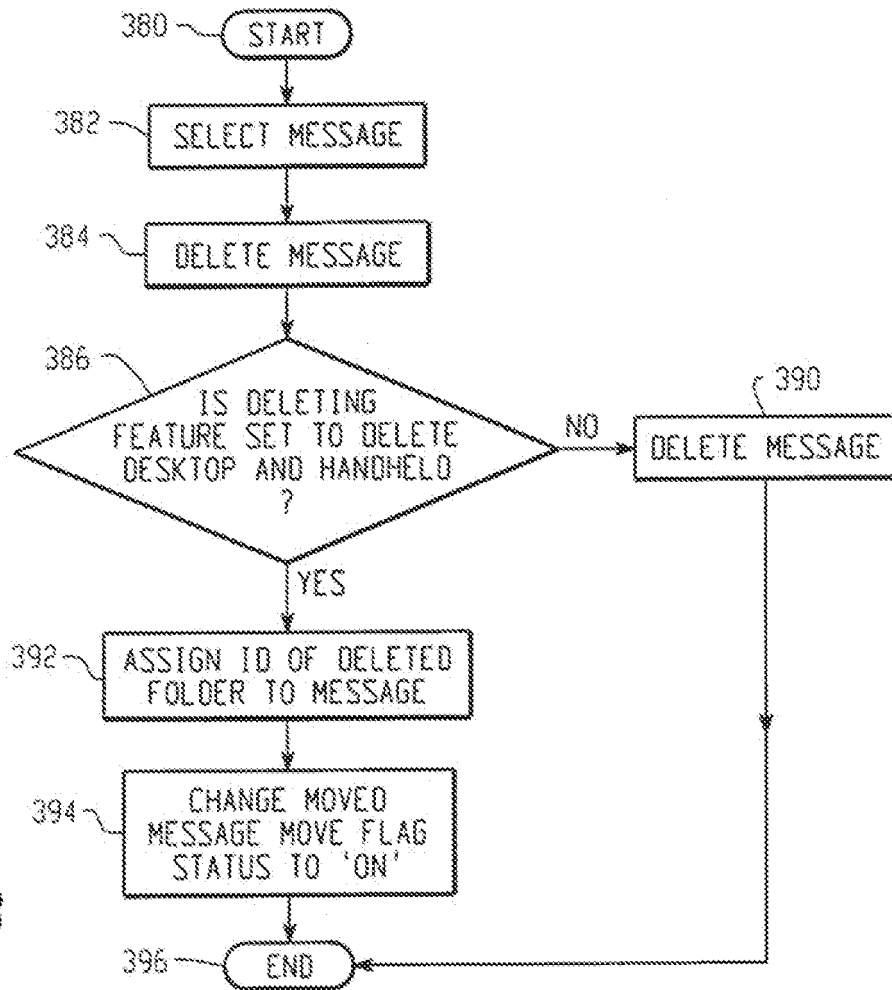 380
START
382
SELECT MESSAGE
384
DELETE MESSAGE
386
IS DELETING
FEATURE SET TO DELETE
DESKTOP AND HANDHELD
?
NO
390
DELETE MESSAGE
YES
392
ASSIGN ID OF DELETED
FOLDER TO MESSAGE
394
CHANGE MOVED
MESSAGE MOVE FLAG
STATUS TO 'ON'
396
END